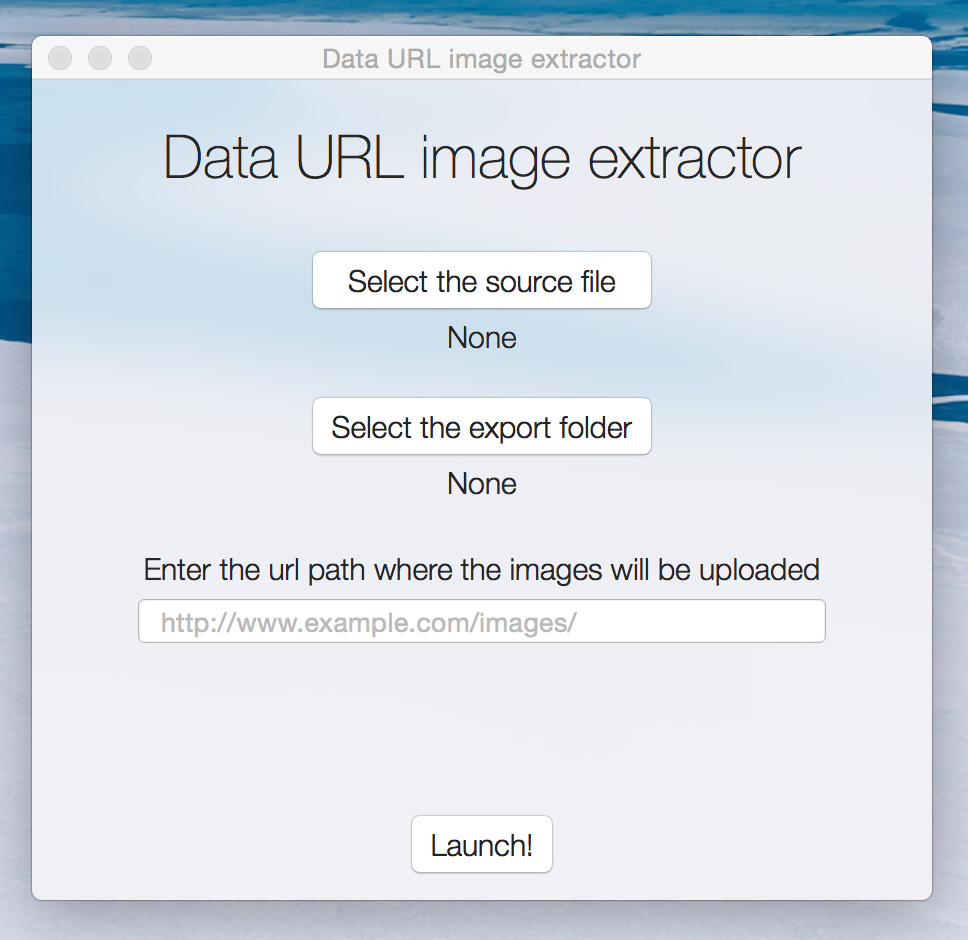 Data URL image extractor
Data URL image extractor
Select the source file
None
Select the export folder
None
Enter the url path where the images will be uploaded
http://www.example.com/images/
Launch!